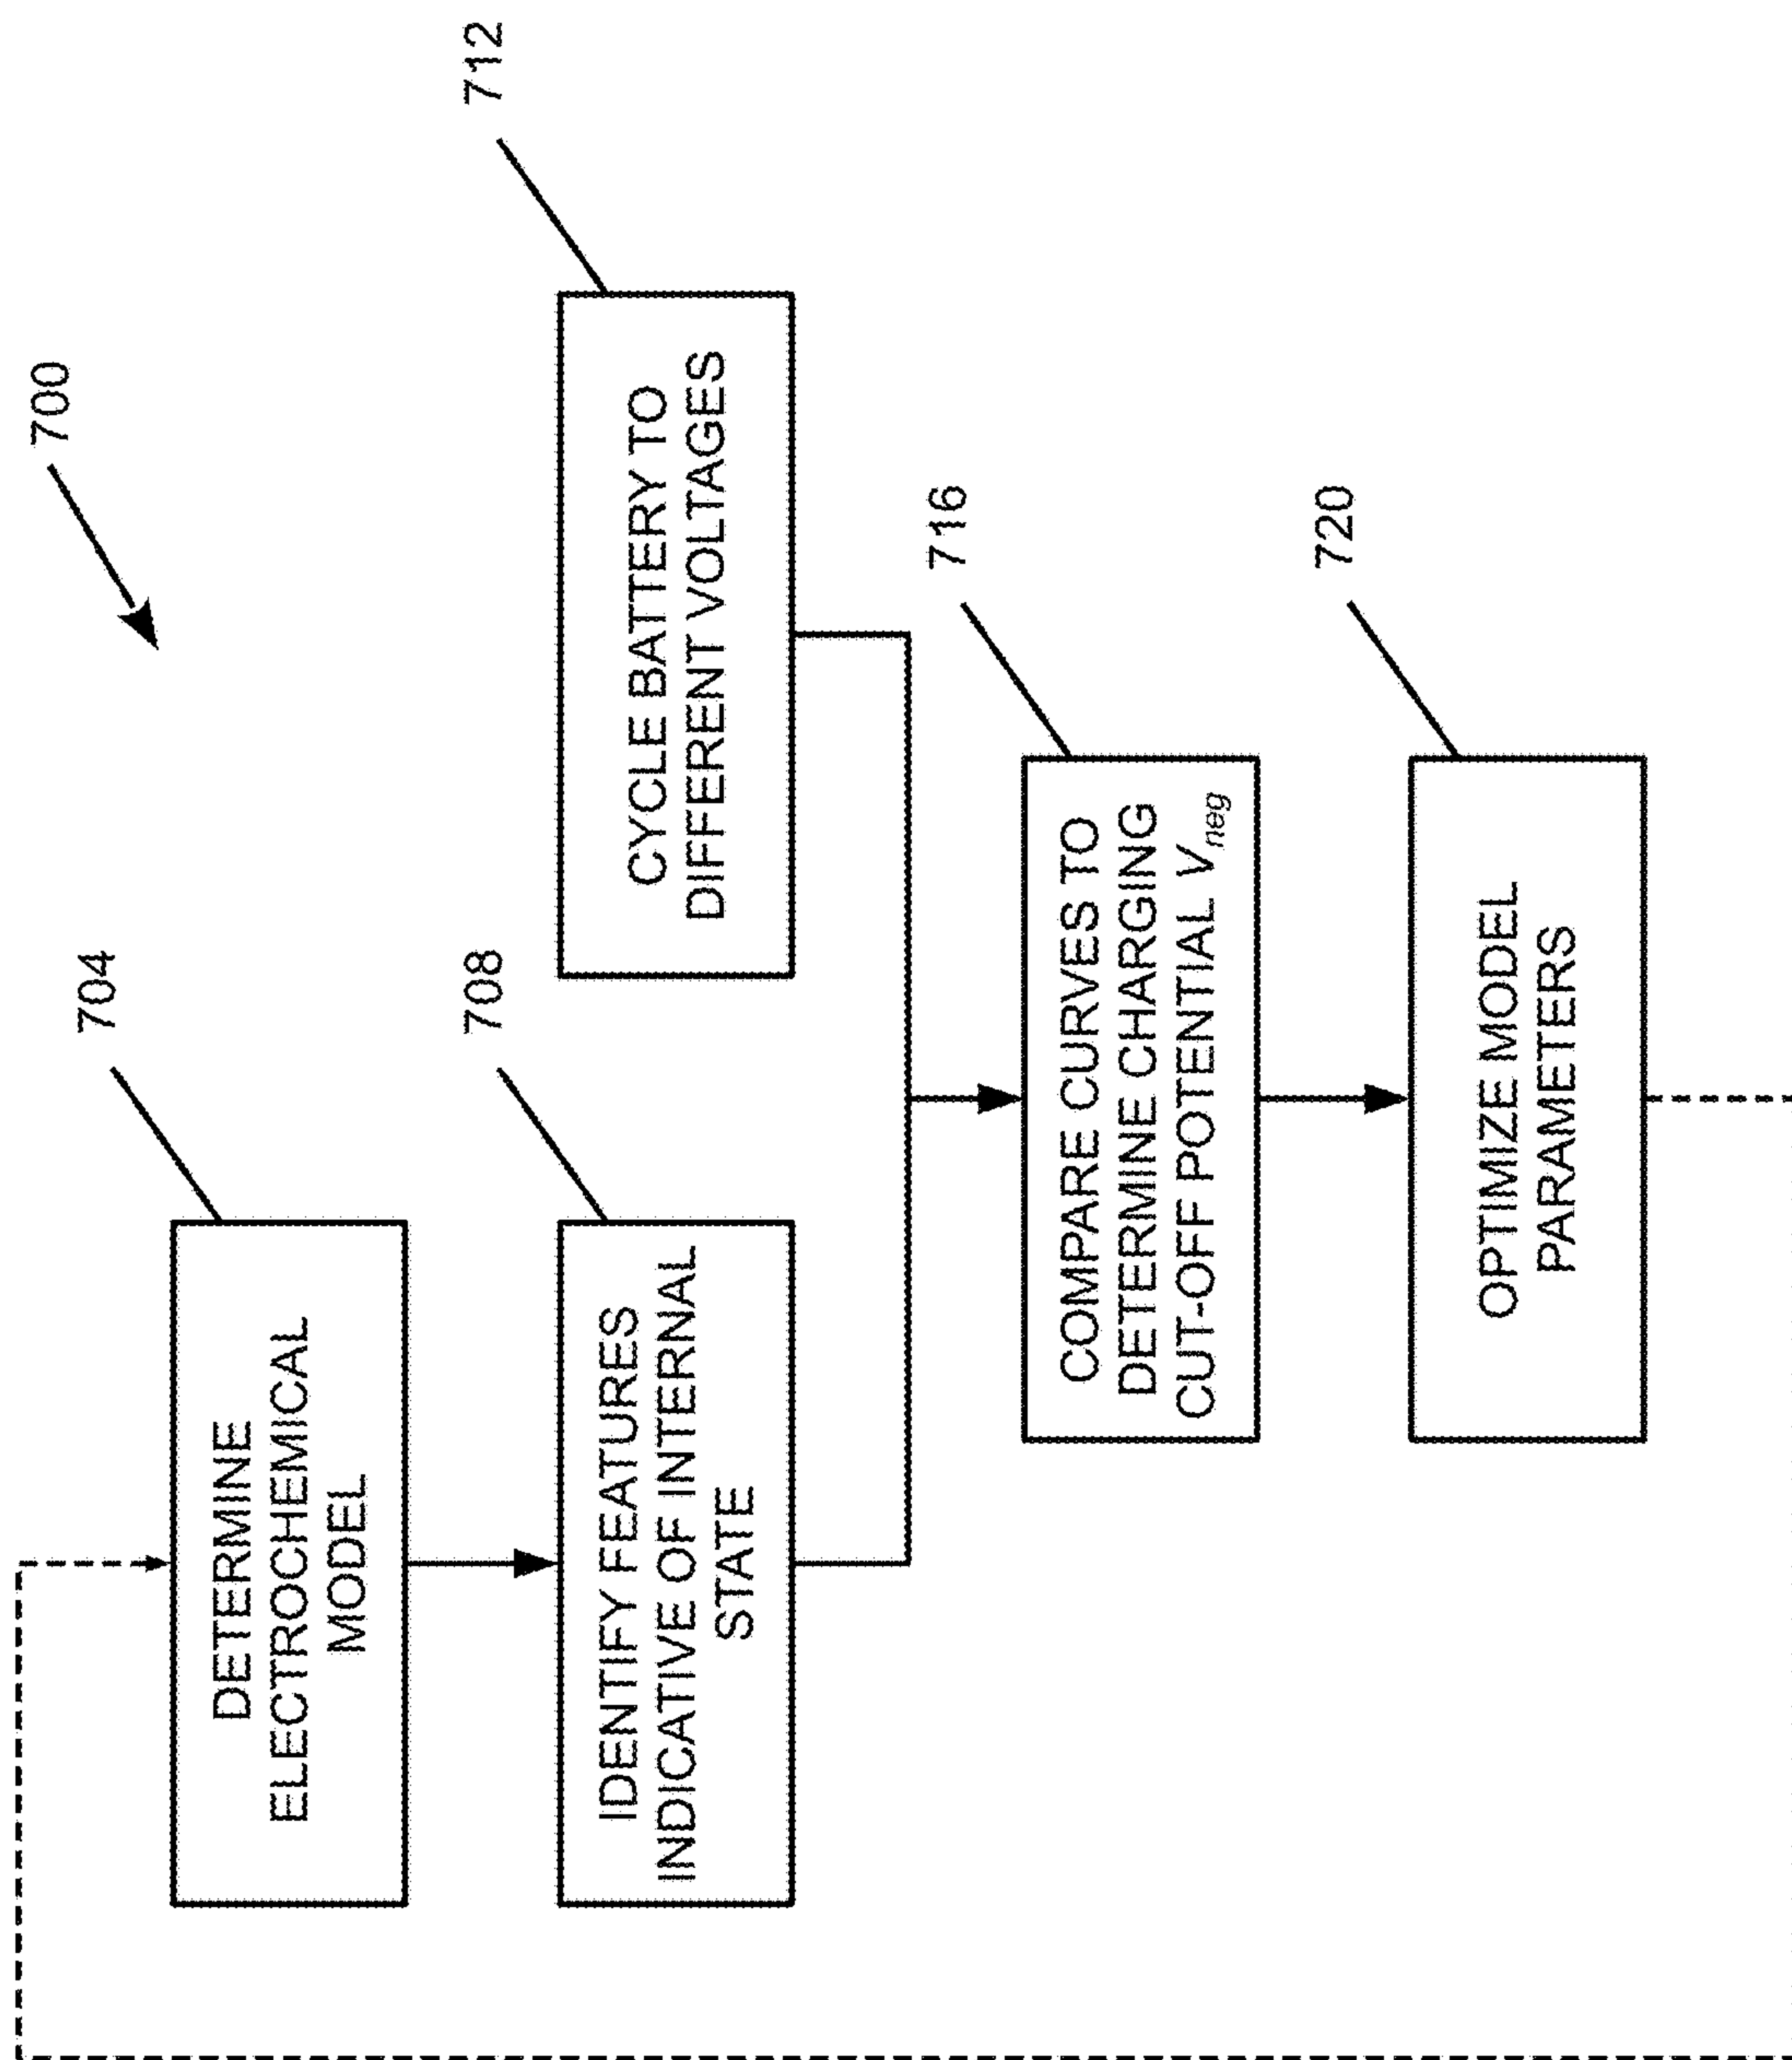 700
704
DETERMINE
ELECTROCHEMICAL
MODEL
708
IDENTIFY FEATURES
INDICATIVE OF INTERNAL
STATE
712
CYCLE BATTERY TO
DIFFERENT VOLTAGES
716
COMPARE CURVES TO
DETERMINE CHARGING
CUT-OFF POTENTIAL Vneg
720
OPTIMIZE MODEL
PARAMETERS